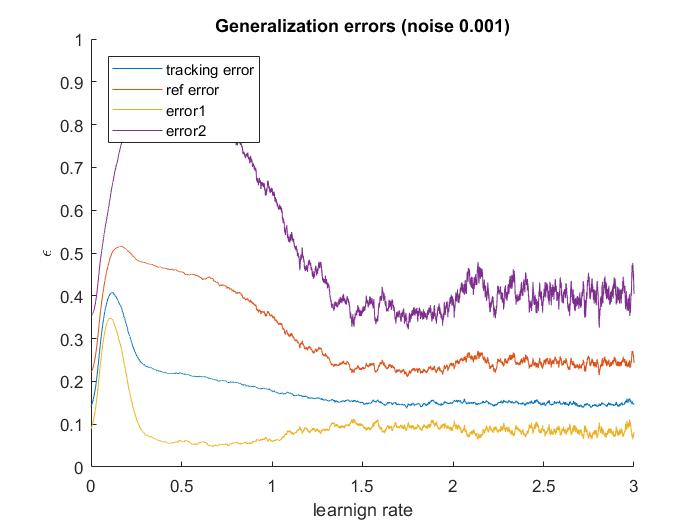 Generalization errors (noise 0.001)
1
0.9
0.8
0.7
0.6
0.5
0.4
0.3
0.2
0.1
0
ϵ
tracking error
ref error
error1
error2
0 0.5 1 1.5 2 2.5 3
learnign rate